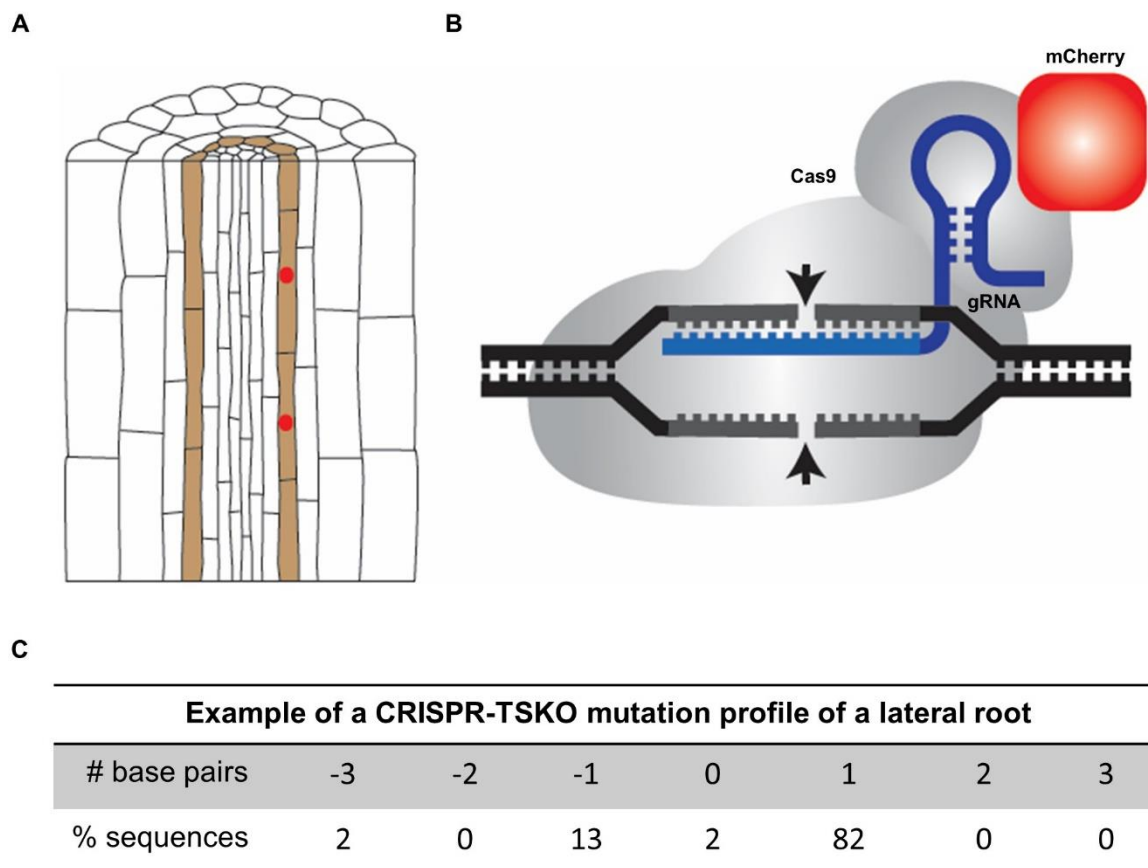 A
B
mCherry
Cas9
gRNA
C
Example of a CRISPR-TSKO mutation profile of a lateral root
# base pairs -3 -2 -1 0 1 2 3
% sequences 2 0 13 2 82 0 0